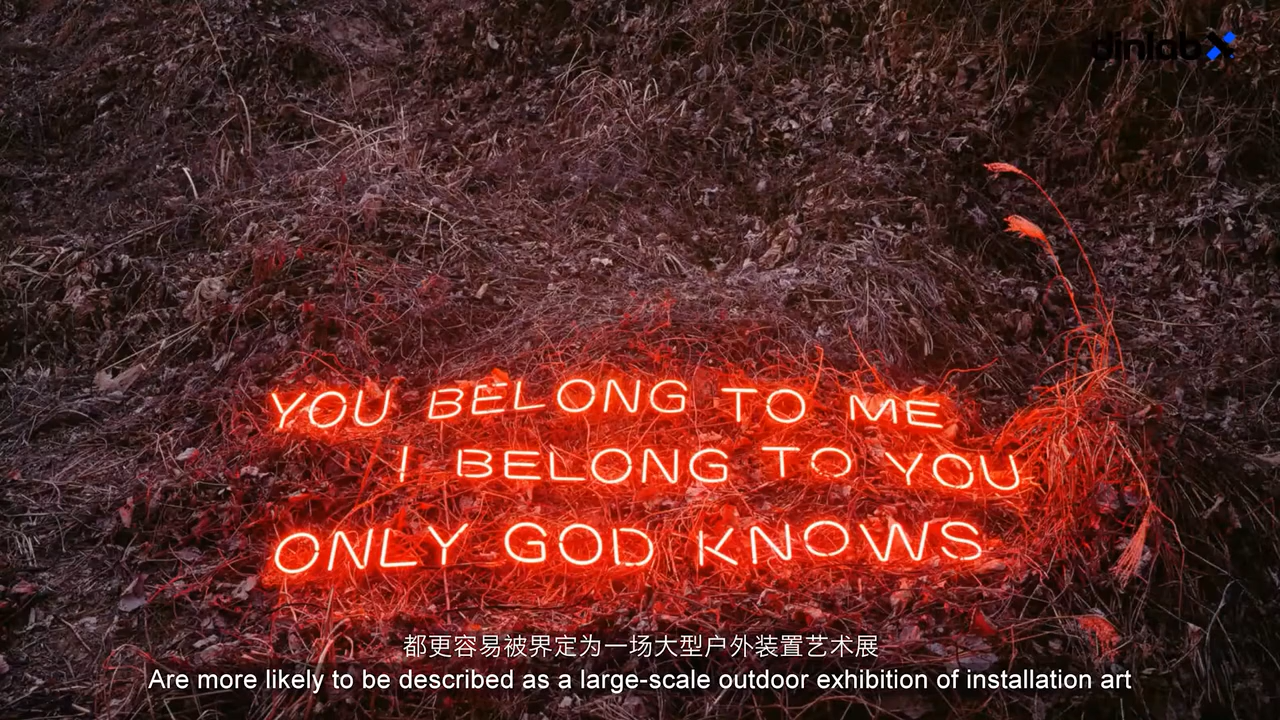 dinlab
YOU BELONG TO ME
I BELONG TO YOU
ONLY GOD KNOWS
都更容易被界定为一场大型户外装置艺术展
Are more likely to be described as a large-scale outdoor exhibition of installation art